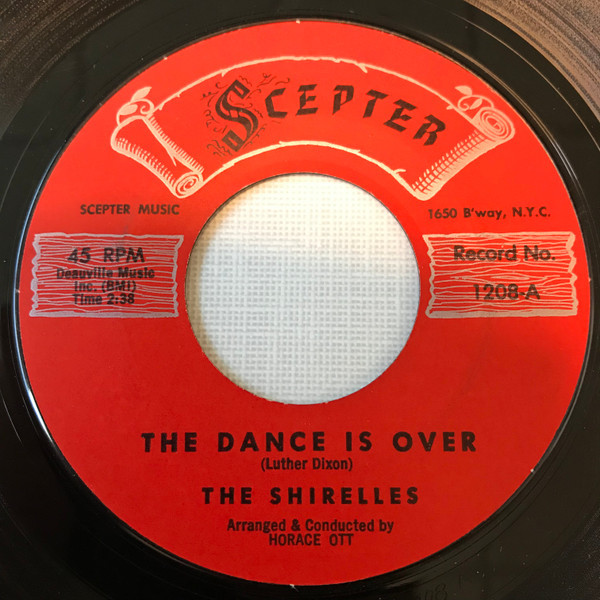 SCEPTER
SCEPTER MUSIC
1650 B'way, N.Y.C.
45 RPM
Deauville Music
Inc. (BMI)
Time 2:38
Record No.
1208-A
THE DANCE IS OVER
(Luther Dixon)
THE SHIRELLES
Arranged & Conducted by
HORACE OTT